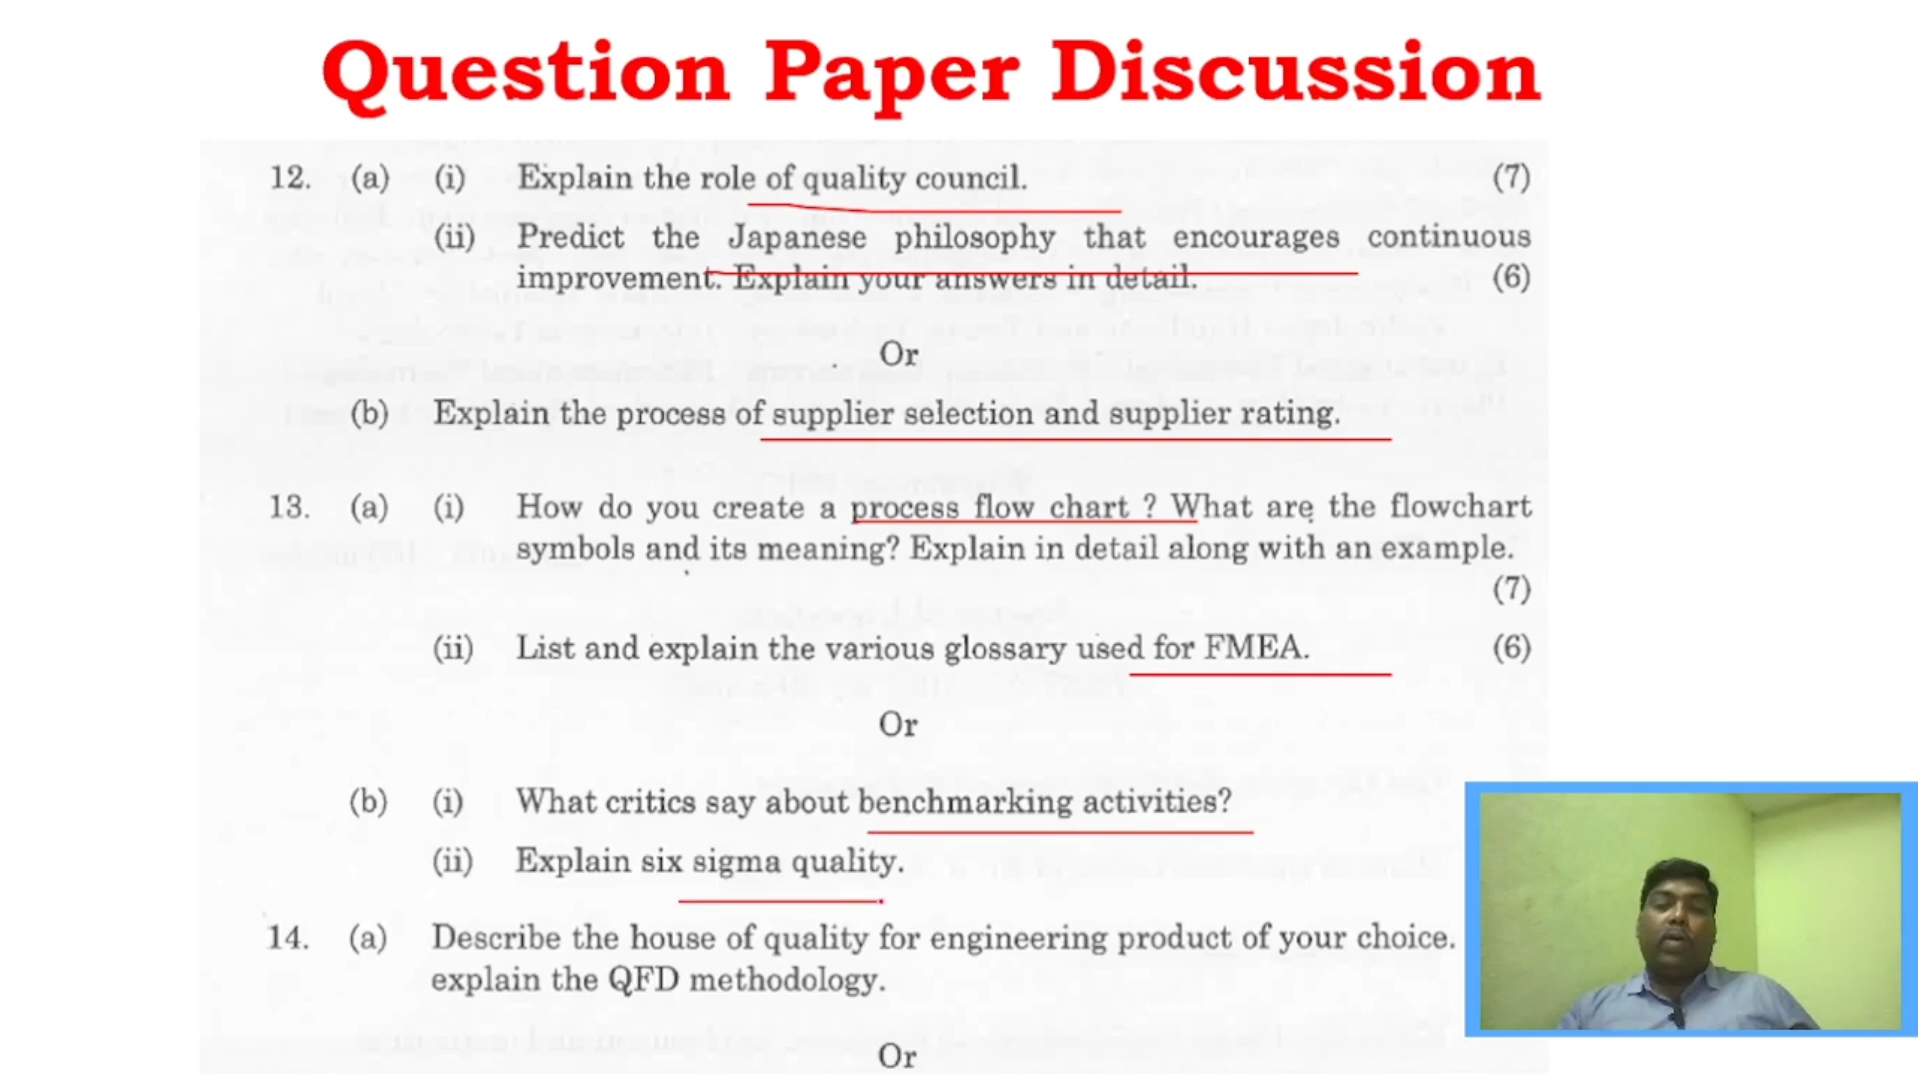 Question Paper Discussion
12. (a) (i) Explain the role of quality council. (7)
(ii) Predict the Japanese philosophy that encourages continuous
improvement. Explain your answers in detail. (6)
Or
(b) Explain the process of supplier selection and supplier rating.
13. (a) (i) How do you create a process flow chart ? What are the flowchart
symbols and its meaning? Explain in detail along with an example.
(7)
(ii) List and explain the various glossary used for FMEA. (6)
Or
(b) (i) What critics say about benchmarking activities?
(ii) Explain six sigma quality.
14. (a) Describe the house of quality for engineering product of your choice.
explain the QFD methodology.
Or